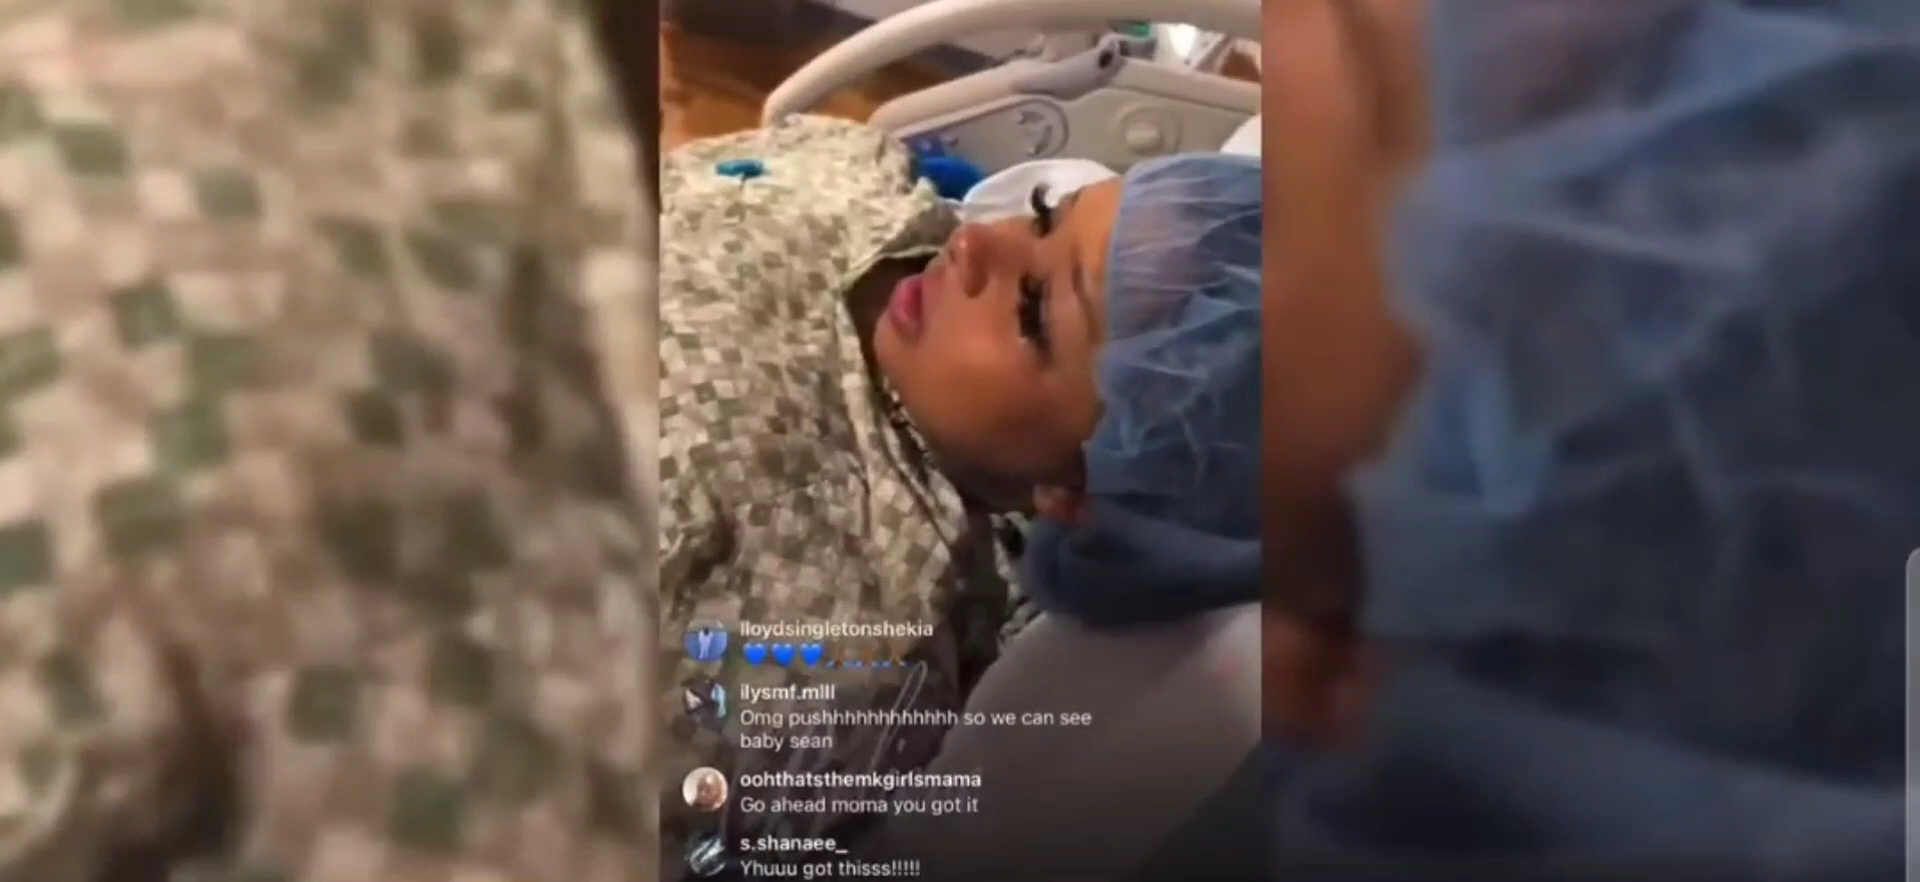 lloydsingletonshekia
💙💙💙
ilysmf.mlll
Omg pushhhhhhhhhhhh so we can see
baby sean
oohthatsthemkgirlsmama
Go ahead moma you got it
s.shanaee_
Yhuuu got thisss!!!!!